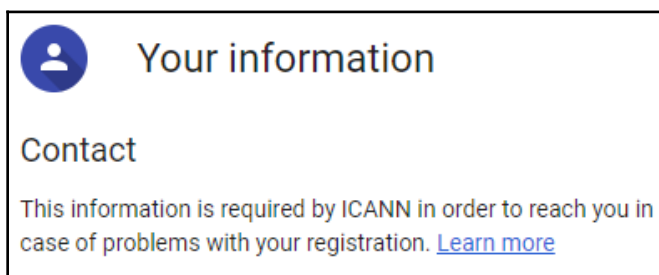 Your information
Contact
This information is required by ICANN in order to reach you in
case of problems with your registration. Learn more